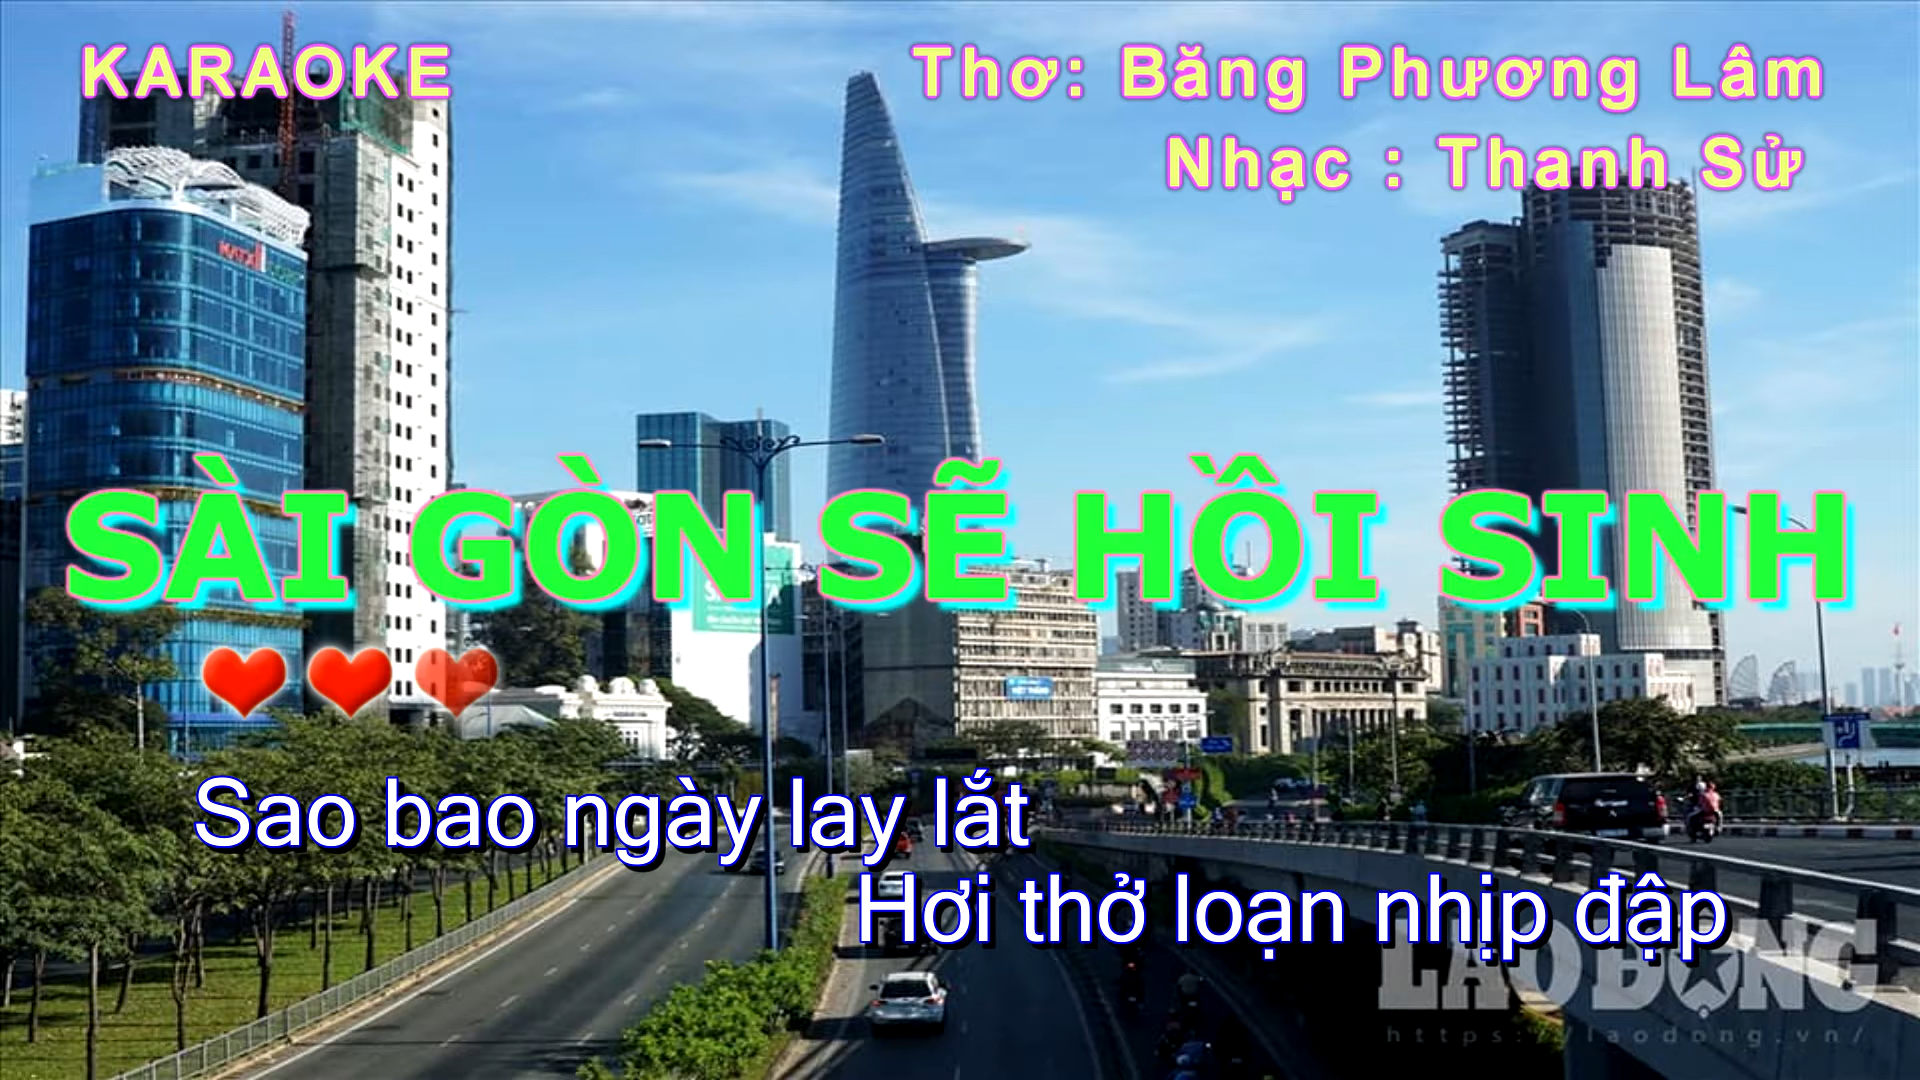 KARAOKE
Thơ: Băng Phương Lâm
Nhạc : Thanh Sử
SÀI GÒN SẼ HỒI SINH
Sao bao ngày lay lắt
Hơi thở loạn nhịp đập
LAO ĐỘNG
https://laodong.vn/